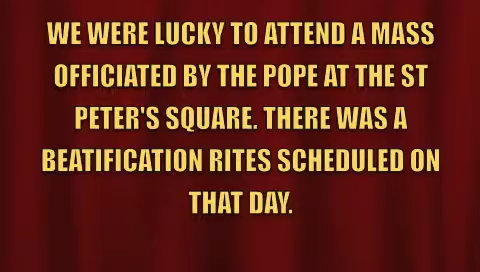 WE WERE LUCKY TO ATTEND A MASS
OFFICIATED BY THE POPE AT THE ST
PETER'S SQUARE. THERE WAS A
BEATIFICATION RITES SCHEDULED ON
THAT DAY.